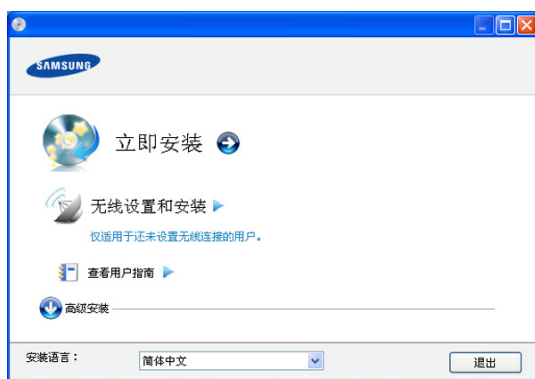 SAMSUNG
立即安装
无线设置和安装
仅适用于还未设置无线连接的用户。
查看用户指南
高级安装
安装语言：
简体中文
退出